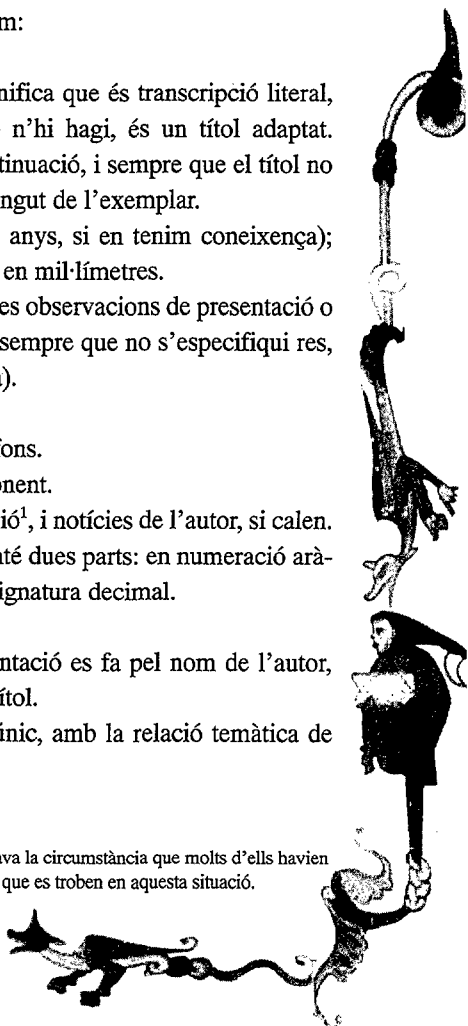 m:
nifica que és transcripció literal,
n'hi hagi, és un títol adaptat.
tinuació, i sempre que el títol no
ngut de l'exemplar.
anys, si en tenim coneixença);
en mil·límetres.
es observacions de presentació o
sempre que no s'especifiqui res,
).
fons.
onent.
ió¹, i notícies de l'autor, si calen.
té dues parts: en numeració arà-
ignatura decimal.
ntació es fa pel nom de l'autor,
ítol.
inic, amb la relació temàtica de
va la circumstància que molts d'ells havien
que es troben en aquesta situació.